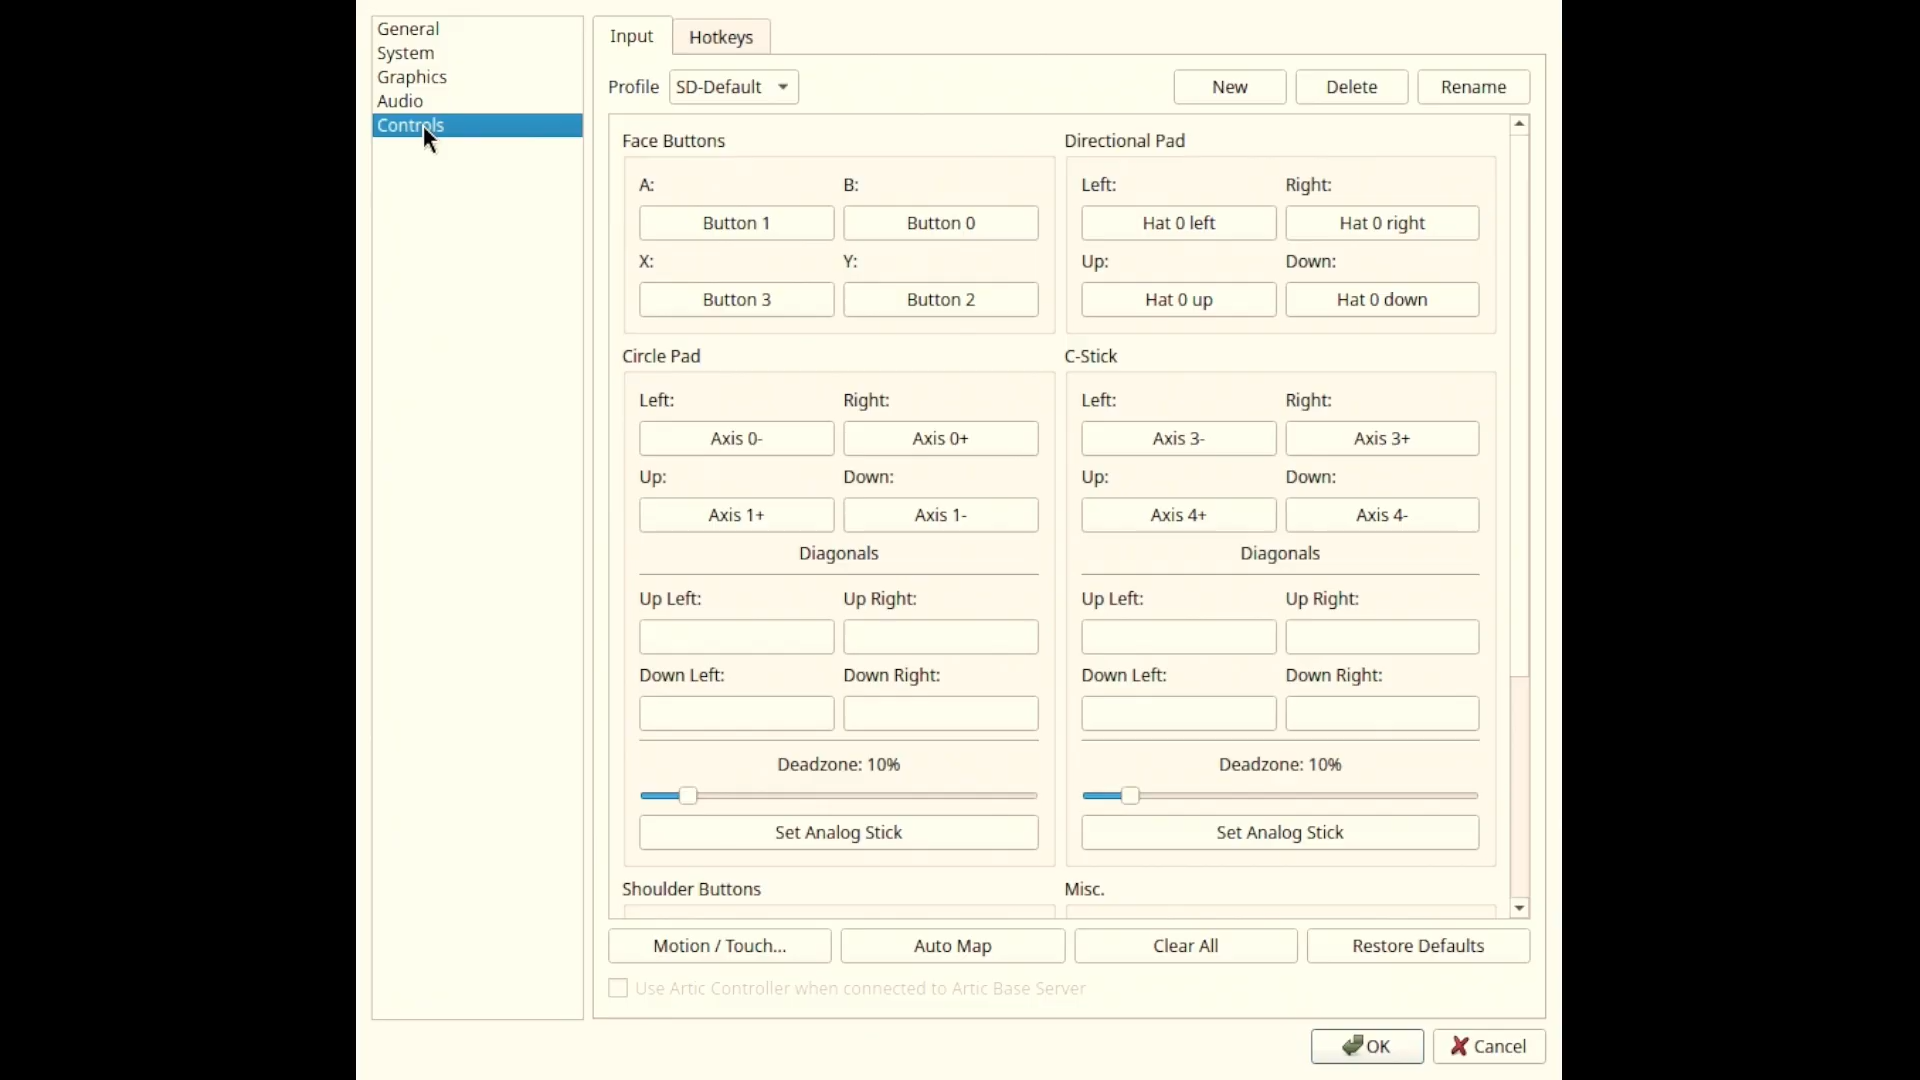 General
System
Graphics
Audio
Controls
Input
Hotkeys
Profile
SD-Default
New
Delete
Rename
Face Buttons
A:
B:
Button 1
Button 0
X:
Y:
Button 3
Button 2
Directional Pad
Left:
Right:
Hat 0 left
Hat 0 right
Up:
Down:
Hat 0 up
Hat 0 down
Circle Pad
Left:
Right:
Axis 0-
Axis 0+
Up:
Down:
Axis 1+
Axis 1-
Diagonals
Up Left:
Up Right:
Down Left:
Down Right:
Deadzone: 10%
Set Analog Stick
C-Stick
Left:
Right:
Axis 3-
Axis 3+
Up:
Down:
Axis 4+
Axis 4-
Diagonals
Up Left:
Up Right:
Down Left:
Down Right:
Deadzone: 10%
Set Analog Stick
Shoulder Buttons
Misc.
Motion / Touch...
Auto Map
Clear All
Restore Defaults
Use Artic Controller when connected to Artic Base Server
OK
Cancel